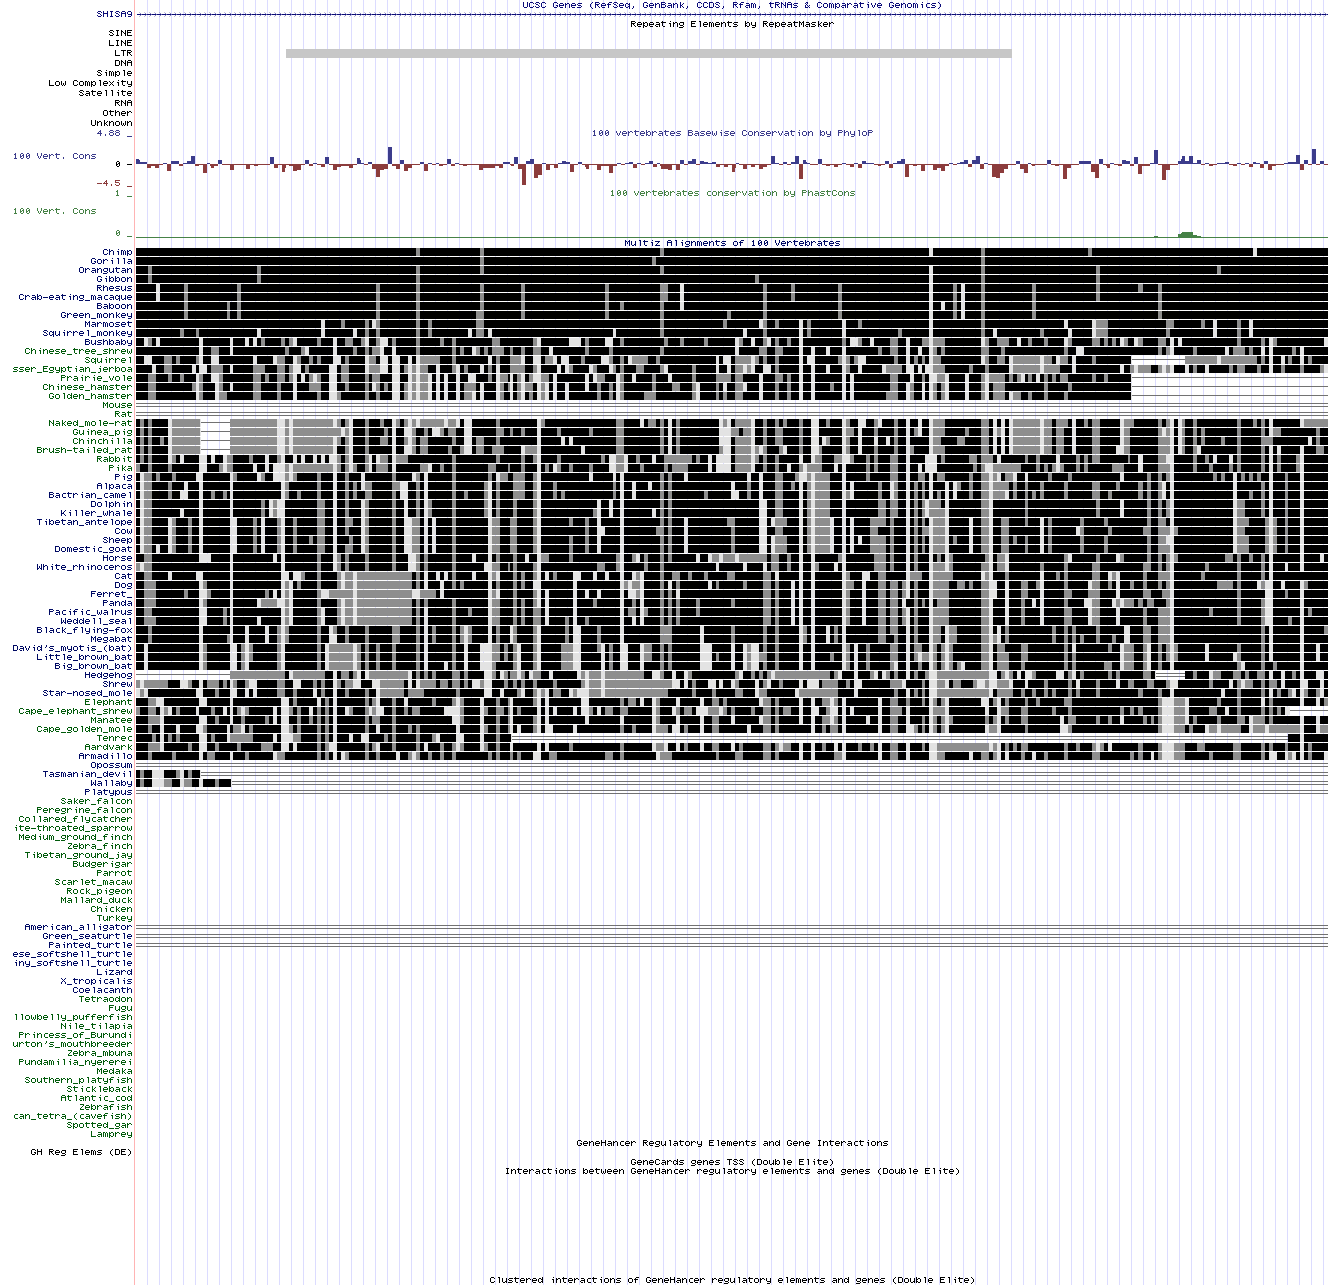 UCSC Genes (RefSeq, GenBank, CCDS, Rfam, tRNAs & Comparative Genomics)
SHISA9
Repeating Elements by RepeatMasker
SINE
LINE
LTR
DNA
Simple
Low Complexity
Satellite
RNA
Other
Unknown
4.88 _
100 vertebrates Basewise Conservation by PhyloP
100 Vert. Cons
0 _
-4.5 _
100 vertebrates conservation by PhastCons
1 _
100 Vert. Cons
0 _
Multiz Alignments of 100 Vertebrates
Chimp
Gorilla
Orangutan
Gibbon
Rhesus
Crab-eating_macaque
Baboon
Green_monkey
Marmoset
Squirrel_monkey
Bushbaby
Chinese_tree_shrew
Squirrel
sser_Egyptian_jerboa
Prairie_vole
Chinese_hamster
Golden_hamster
Mouse
Rat
Naked_mole-rat
Guinea_pig
Chinchilla
Brush-tailed_rat
Rabbit
Pika
Pig
Alpaca
Bactrian_camel
Dolphin
Killer_whale
Tibetan_antelope
Cow
Sheep
Domestic_goat
Horse
White_rhinoceros
Cat
Dog
Ferret_
Panda
Pacific_walrus
Weddell_seal
Black_flying-fox
Megabat
David's_myotis_(bat)
Little_brown_bat
Big_brown_bat
Hedgehog
Shrew
Star-nosed_mole
Elephant
Cape_elephant_shrew
Manatee
Cape_golden_mole
Tenrec
Aardvark
Armadillo
Opossum
Tasmanian_devil
Wallaby
Platypus
Saker_falcon
Peregrine_falcon
Collared_flycatcher
ite-throated_sparrow
Medium_ground_finch
Zebra_finch
Tibetan_ground_jay
Budgerigar
Parrot
Scarlet_macaw
Rock_pigeon
Mallard_duck
Chicken
Turkey
American_alligator
Green_seaturtle
Painted_turtle
ese_softshell_turtle
iny_softshell_turtle
Lizard
X_tropicalis
Coelacanth
Tetraodon
Fugu
llowbelly_pufferfish
Nile_tilapia
Princess_of_Burundi
urton's_mouthbreeder
Zebra_mbuna
Pundamilia_nyererei
Medaka
Southern_platyfish
Stickleback
Atlantic_cod
Zebrafish
can_tetra_(cavefish)
Spotted_gar
Lamprey
GeneHancer Regulatory Elements and Gene Interactions
GH Reg Elems (DE)
GeneCards genes TSS (Double Elite)
Interactions between GeneHancer regulatory elements and genes (Double Elite)
Clustered interactions of GeneHancer regulatory elements and genes (Double Elite)